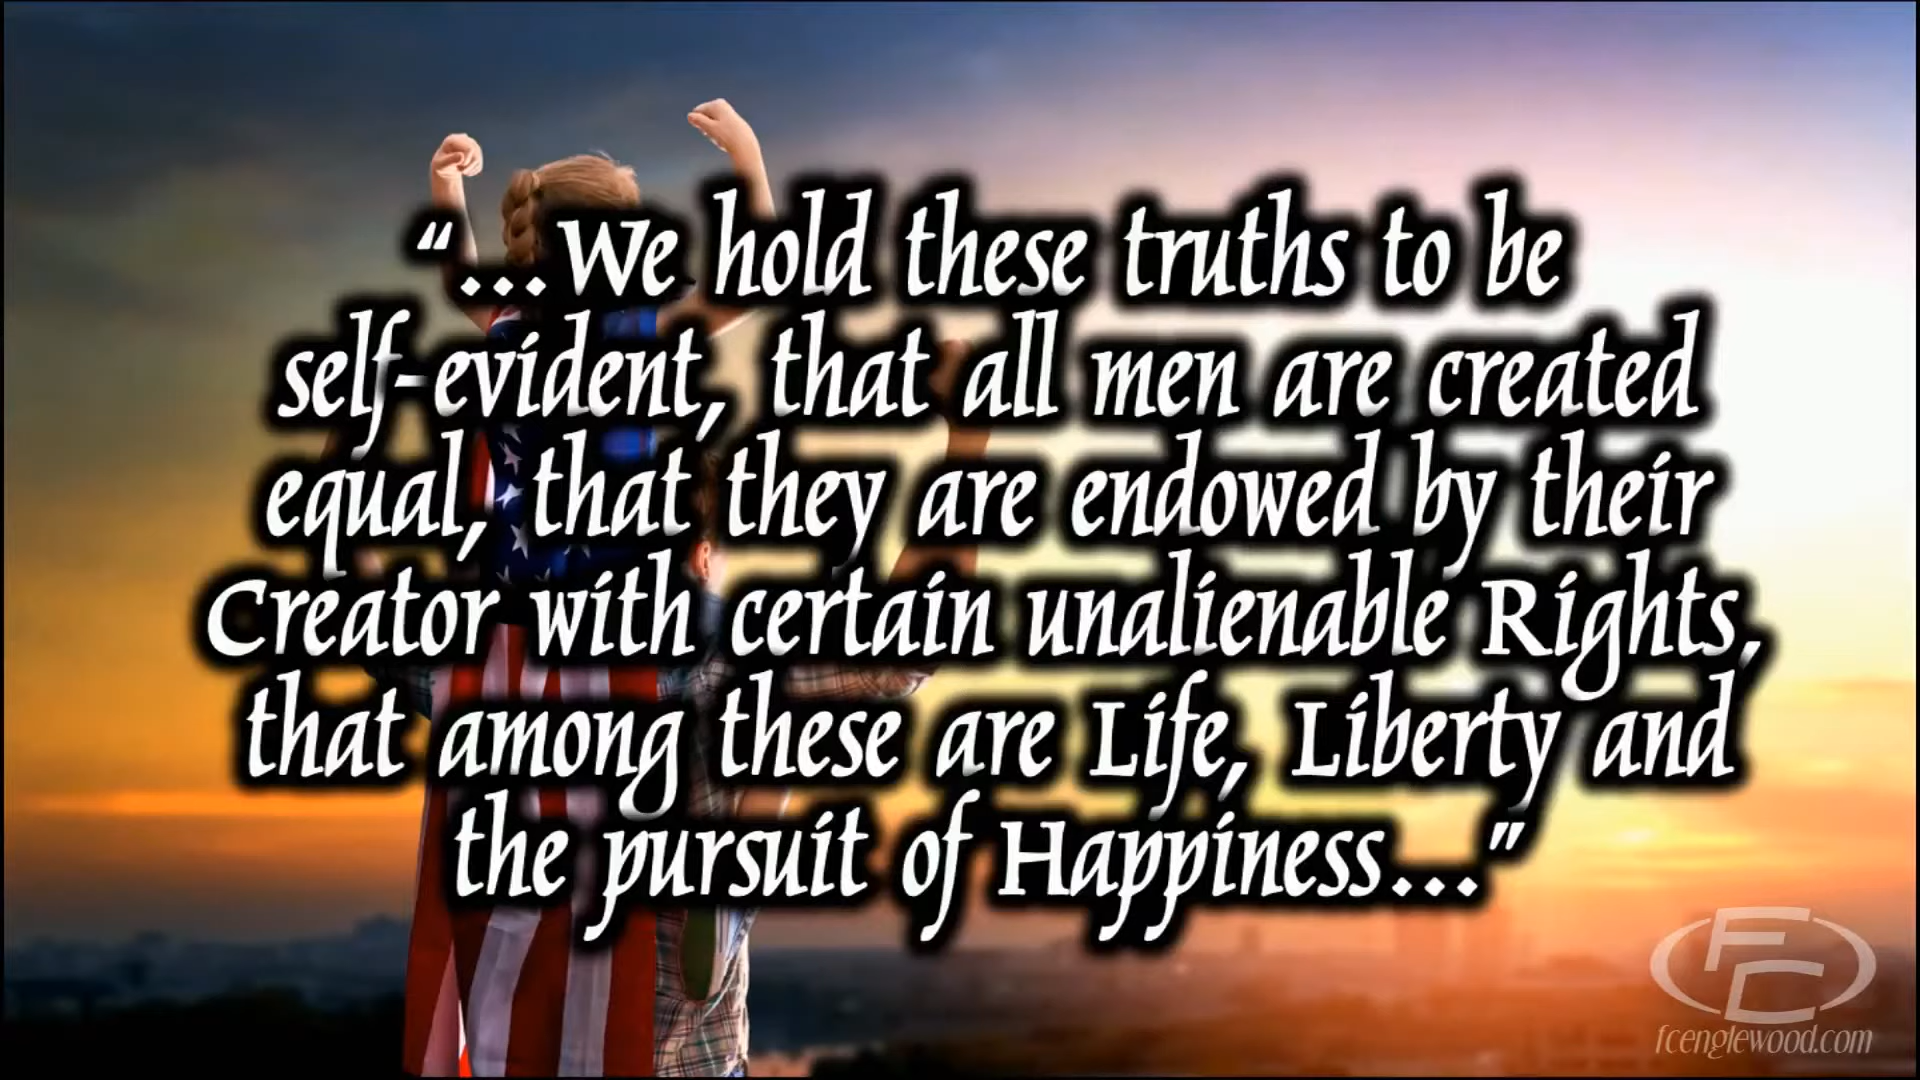 “...We hold these truths to be
self-evident, that all men are created
equal, that they are endowed by their
Creator with certain unalienable Rights,
that among these are Life, Liberty and
the pursuit of Happiness...”
FC
fcenglewood.com